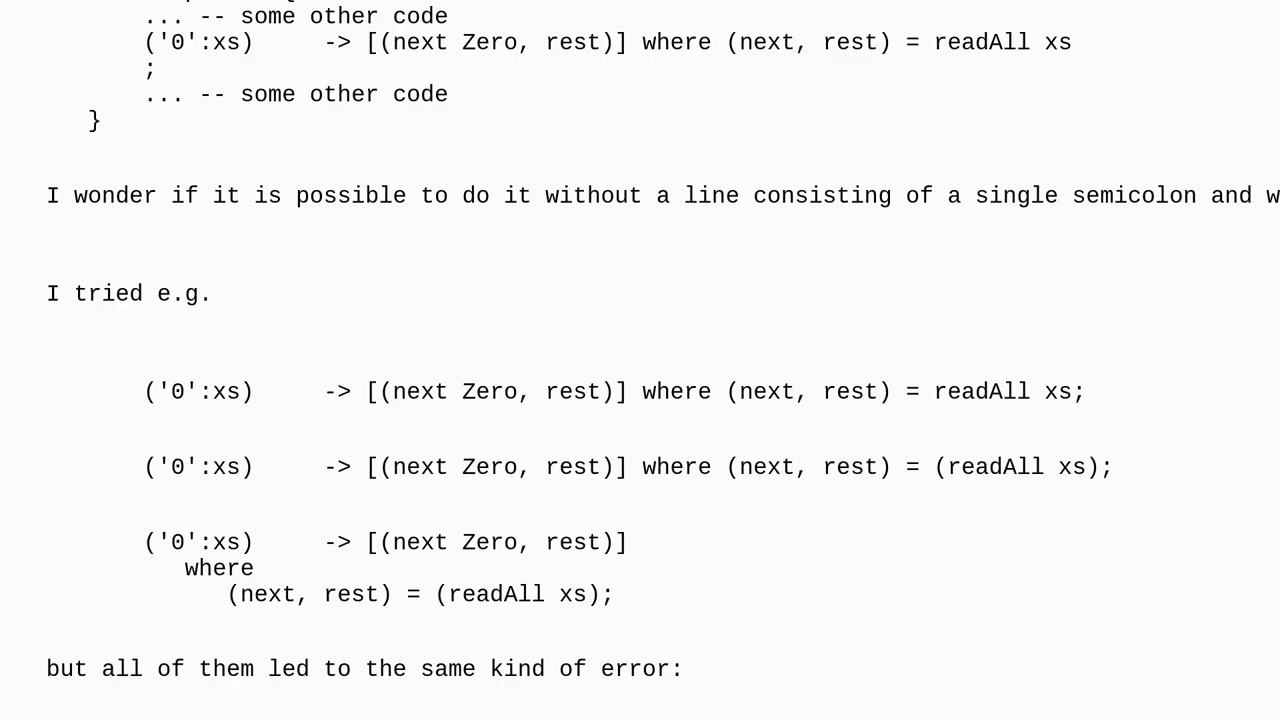 ... -- some other code
('0':xs)     -> [(next Zero, rest)] where (next, rest) = readAll xs
;
... -- some other code
}
I wonder if it is possible to do it without a line consisting of a single semicolon and
I tried e.g.
('0':xs)     -> [(next Zero, rest)] where (next, rest) = readAll xs;
('0':xs)     -> [(next Zero, rest)] where (next, rest) = (readAll xs);
('0':xs)     -> [(next Zero, rest)]
where
(next, rest) = (readAll xs);
but all of them led to the same kind of error: